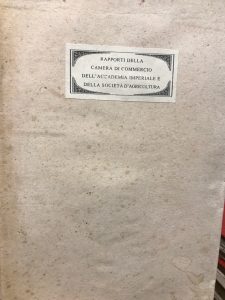 RAPPORTI DELLA
CAMERA DI COMMERCIO
DELL'ACCADEMIA IMPERIALE E
DELLA SOCIETÀ D'AGRICOLTURA